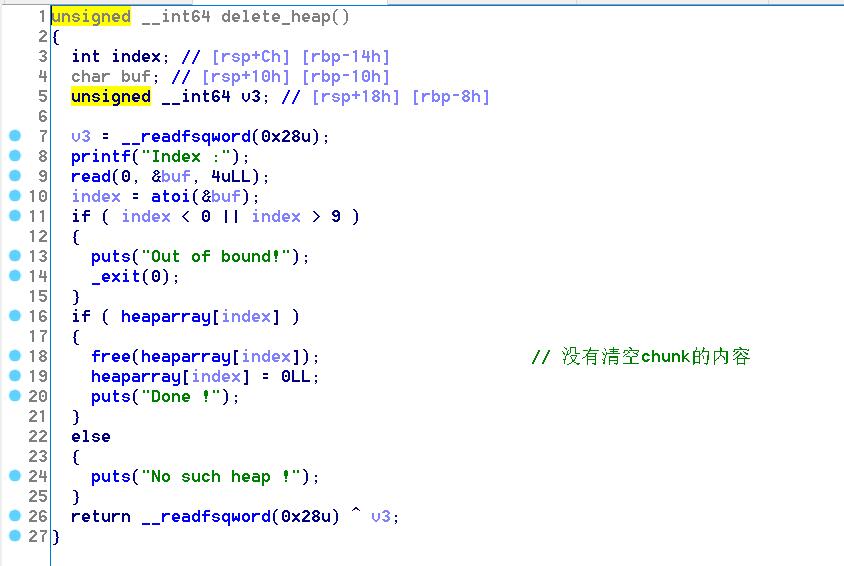 1 unsigned __int64 delete_heap()
2 {
3   int index; // [rsp+Ch] [rbp-14h]
4   char buf; // [rsp+10h] [rbp-10h]
5   unsigned __int64 v3; // [rsp+18h] [rbp-8h]
6
7   v3 = __readfsqword(0x28u);
8   printf("Index :");
9   read(0, &buf, 4uLL);
10   index = atoi(&buf);
11   if ( index < 0 || index > 9 )
12   {
13     puts("Out of bound!");
14     _exit(0);
15   }
16   if ( heaparray[index] )
17   {
18     free(heaparray[index]);                     // 没有清空chunk的内容
19     heaparray[index] = 0LL;
20     puts("Done !");
21   }
22   else
23   {
24     puts("No such heap !");
25   }
26   return __readfsqword(0x28u) ^ v3;
27 }